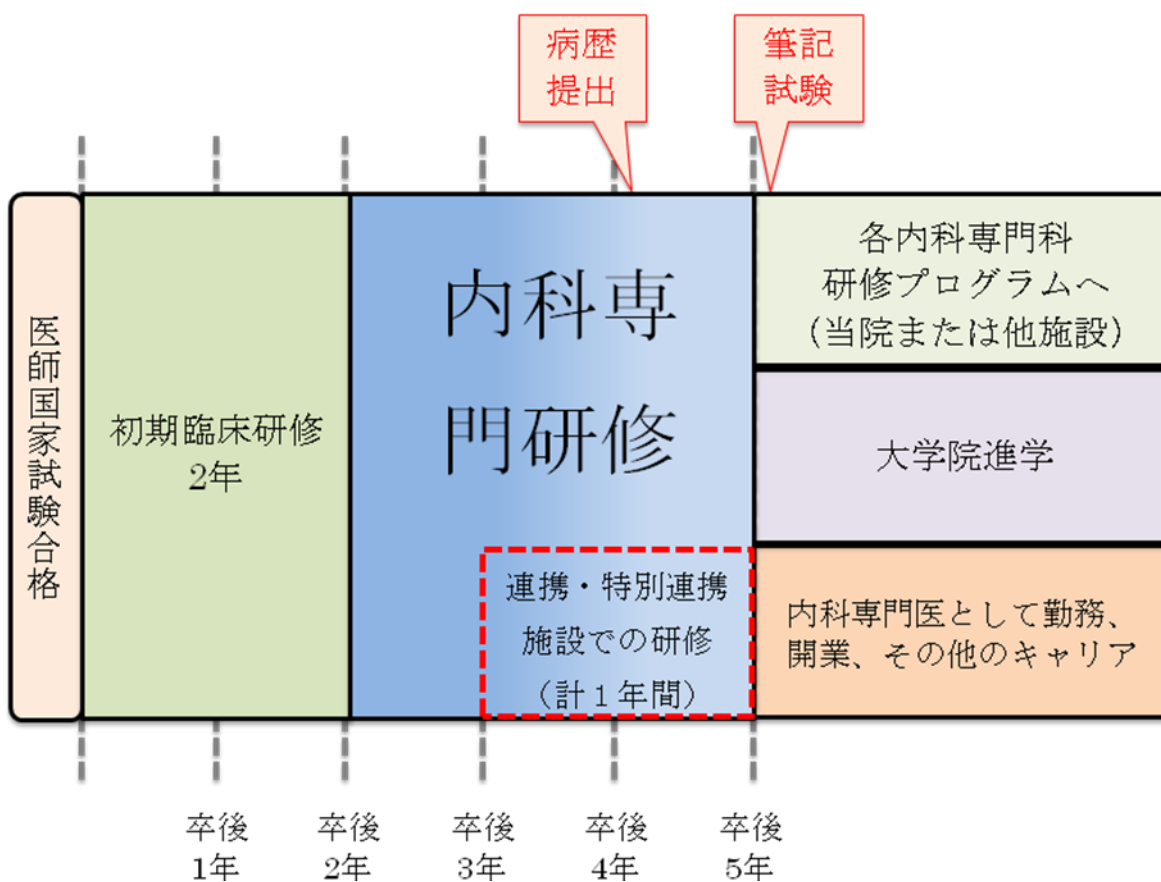 病歴
提出
筆記
試験
医師国家試験合格
初期臨床研修
2年
内科専
門研修
連携・特別連携
施設での研修
（計１年間）
各内科専門科
研修プログラムへ
（当院または他施設）
大学院進学
内科専門医として勤務、
開業、その他のキャリア
卒後
1年
卒後
2年
卒後
3年
卒後
4年
卒後
5年